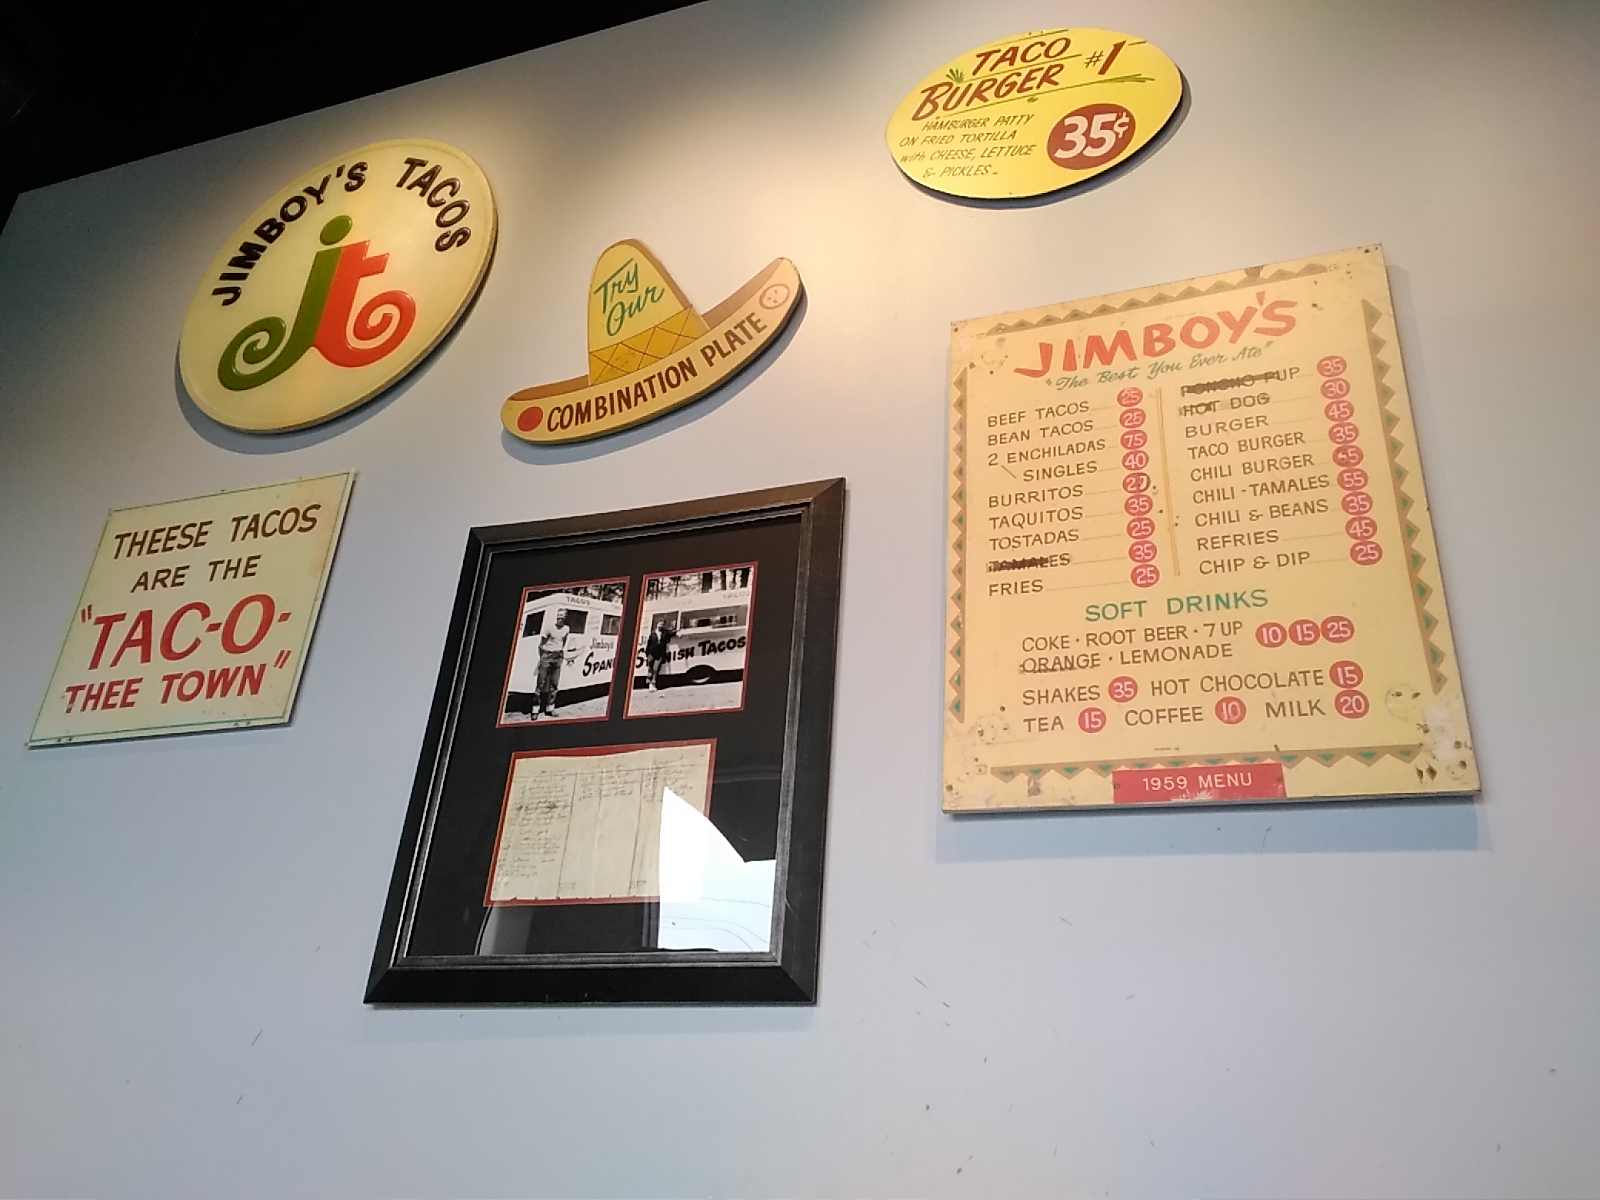 JIMBOY'S TACOS
jt
Try
Our
COMBINATION PLATE
TACO
BURGER #1
HAMBURGER PATTY
ON FRIED TORTILLA
with CHEESE, LETTUCE
& PICKLES
35¢
THEESE TACOS
ARE THE
"TAC-O-
THEE TOWN"
TACOS
Jimboy's
SPAN
TACOS
NISH TACOS
JIMBOY'S
"The Best You Ever Ate"
BEEF TACOS 25
BEAN TACOS 25
2 ENCHILADAS 75
SINGLES 40
BURRITOS
TAQUITOS 35
TOSTADAS 25
TAMALES 35
FRIES 25
PONCHO PUP 35
HOT DOG 30
BURGER 45
TACO BURGER 35
CHILI BURGER
CHILI-TAMALES 55
CHILI & BEANS 35
REFRIES 45
CHIP & DIP 25
SOFT DRINKS
COKE · ROOT BEER · 7 UP 10 15 25
ORANGE · LEMONADE
SHAKES 35 HOT CHOCOLATE 15
TEA 15 COFFEE 10 MILK 20
1959 MENU